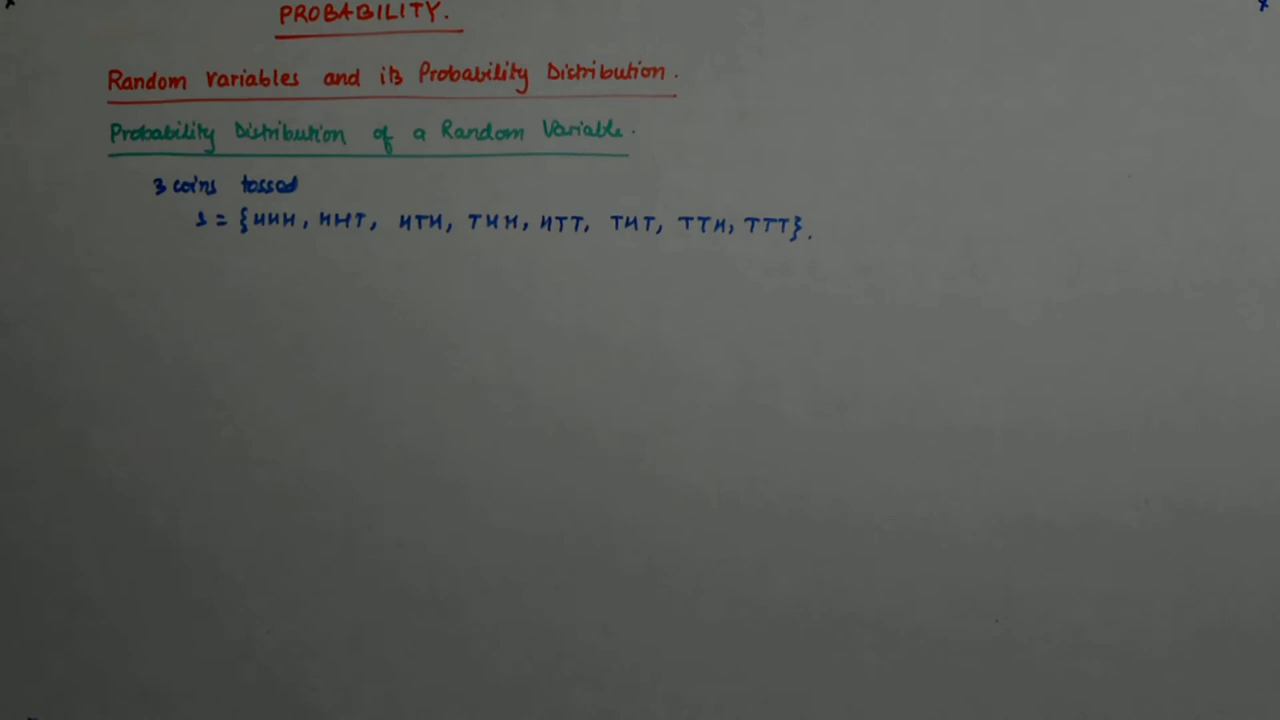 PROBABILITY.
Random Variables and its Probability Distribution.
Probability Distribution of a Random Variable.
3 coins tossed
S = {HHH, HHT, HTH, THH, HTT, THT, TTH, TTT}.